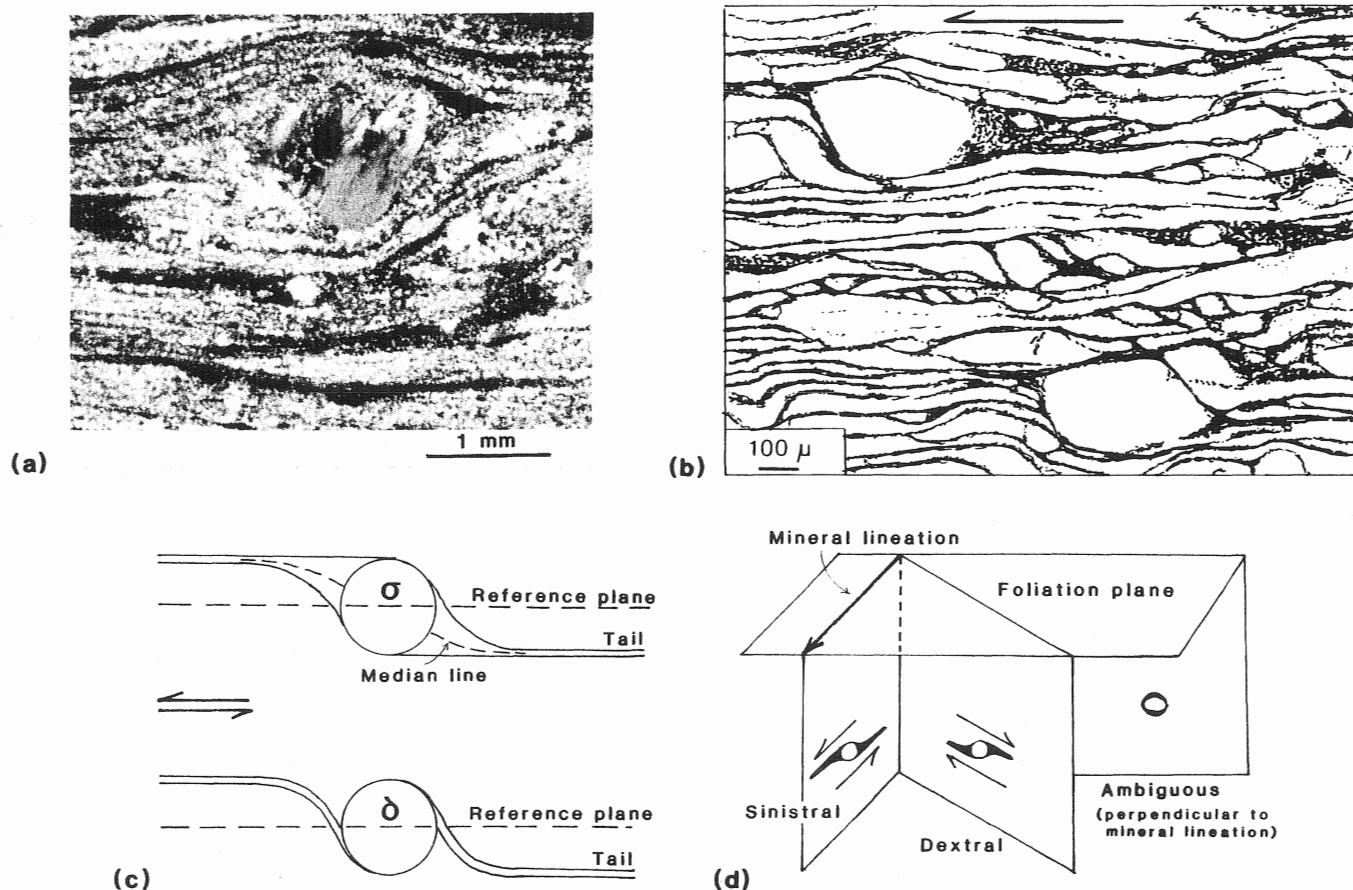 1 mm
(a)
100 μ
(b)
σ
Reference plane
Tail
Median line
δ
Reference plane
Tail
(c)
Mineral lineation
Foliation plane
Sinistral
Dextral
Ambiguous
(perpendicular to
mineral lineation)
(d)